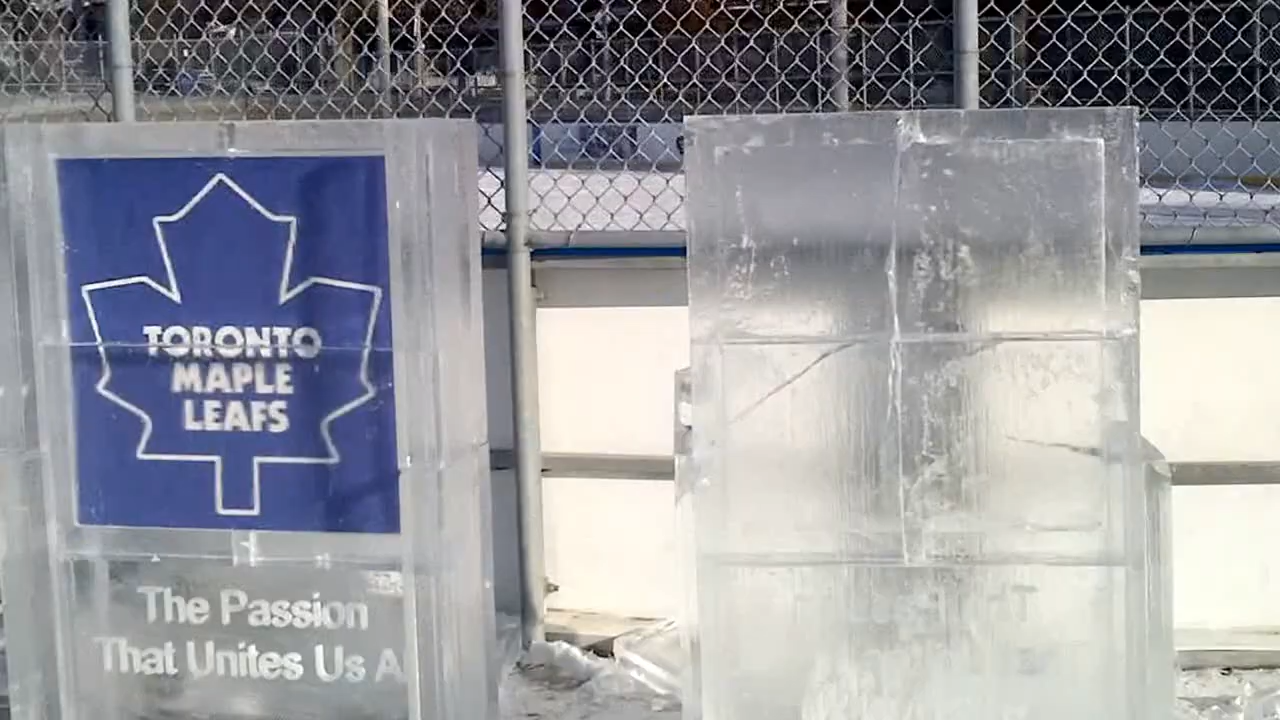 TORONTO
MAPLE
LEAFS
The Passion
That Unites Us A